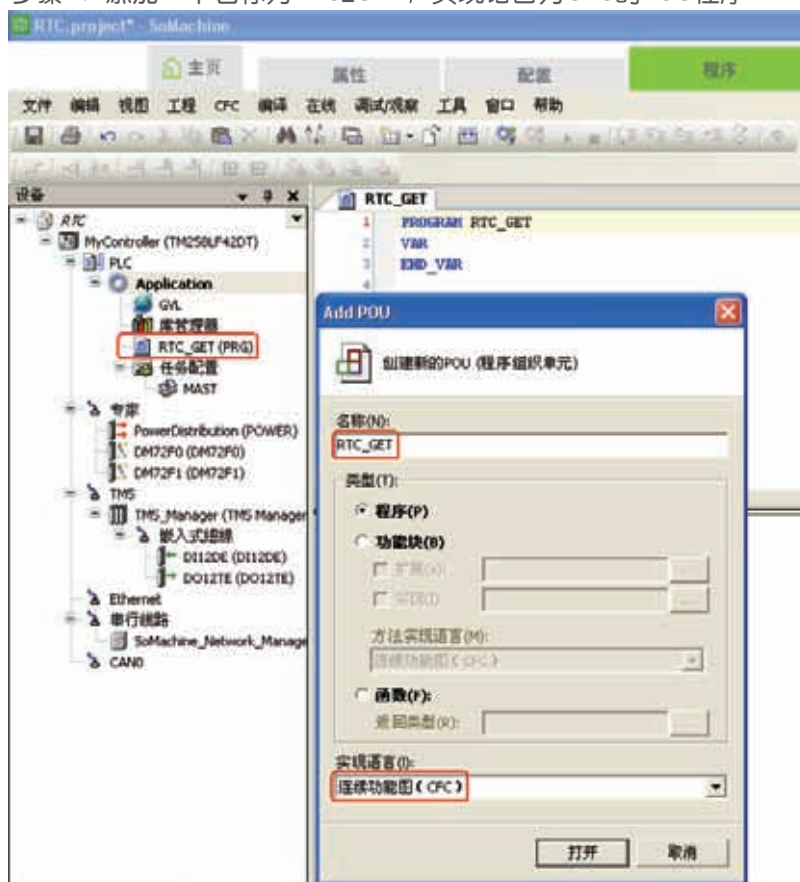 RTC.project* - SoMachine
主页
属性
配置
程序
文件 编辑 视图 工程 CFC 编译 在线 调试/观察 工具 窗口 帮助
设备
RTC
MyController (TM258LF42DT)
PLC
Application
GVL
库管理器
RTC_GET (PRG)
任务配置
MAST
专家
PowerDistribution (POWER)
DM72F0 (DM72F0)
DM72F1 (DM72F1)
TM5
TM5_Manager (TM5 Manager
嵌入式组线
DI12DE (DI12DE)
DO12TE (DO12TE)
Ethernet
串行线路
SoMachine_Network_Manage
CAN0
RTC_GET
1 PROGRAM RTC_GET
2 VAR
3 END_VAR
4
Add POU
创建新的POU (程序组织单元)
名称(N):
RTC_GET
类型(T):
程序(P)
功能块(B)
扩展(X):
实现(I):
方法实现语言(M):
连续功能图(CFC)
函数(F):
返回类型(R):
实现语言(I):
连续功能图(CFC)
打开
取消